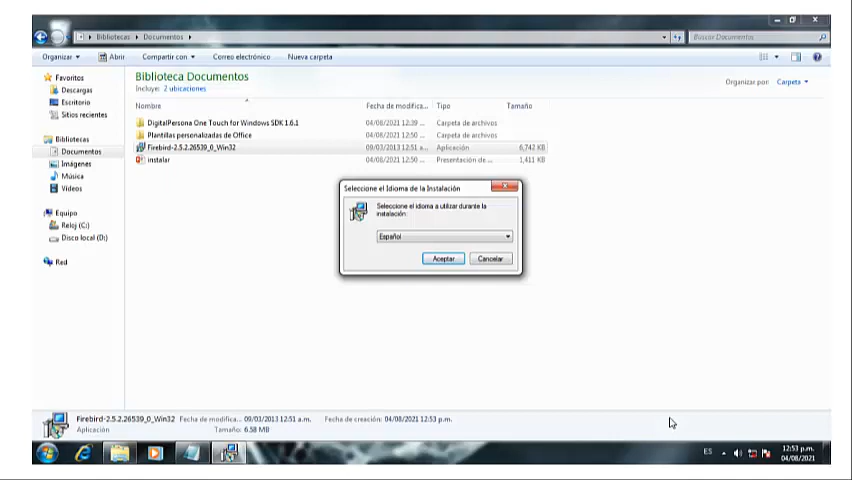 Bibliotecas ▸ Documentos ▸
Buscar Documentos
Organizar
Abrir
Compartir con
Correo electrónico
Nueva carpeta
Favoritos
Descargas
Escritorio
Sitios recientes
Bibliotecas
Documentos
Imágenes
Música
Vídeos
Equipo
Reloj (C:)
Disco local (D:)
Red
Biblioteca Documentos
Incluye: 2 ubicaciones
Organizar por: Carpeta
Nombre Fecha de modifica... Tipo Tamaño
DigitalPersona One Touch for Windows SDK 1.6.1 04/08/2021 12:39 ... Carpeta de archivos
Plantillas personalizadas de Office 04/08/2021 12:50 ... Carpeta de archivos
Firebird-2.5.2.26539_0_Win32 09/03/2013 12:51 a... Aplicación 6,742 KB
instalar 04/08/2021 12:50 ... Presentación de ... 1,411 KB
Seleccione el Idioma de la Instalación
Seleccione el idioma a utilizar durante la
instalación:
Español
Aceptar Cancelar
Firebird-2.5.2.26539_0_Win32 Fecha de modifica... 09/03/2013 12:51 a.m. Fecha de creación: 04/08/2021 12:53 p.m.
Aplicación Tamaño: 6.58 MB
ES
12:53 p.m.
04/08/2021